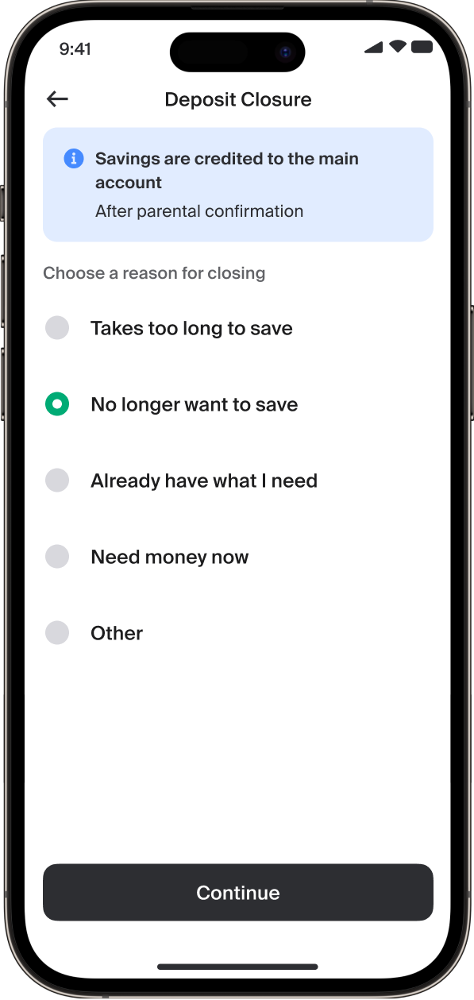 9:41
Deposit Closure
Savings are credited to the main
account
After parental confirmation
Choose a reason for closing
Takes too long to save
No longer want to save
Already have what I need
Need money now
Other
Continue